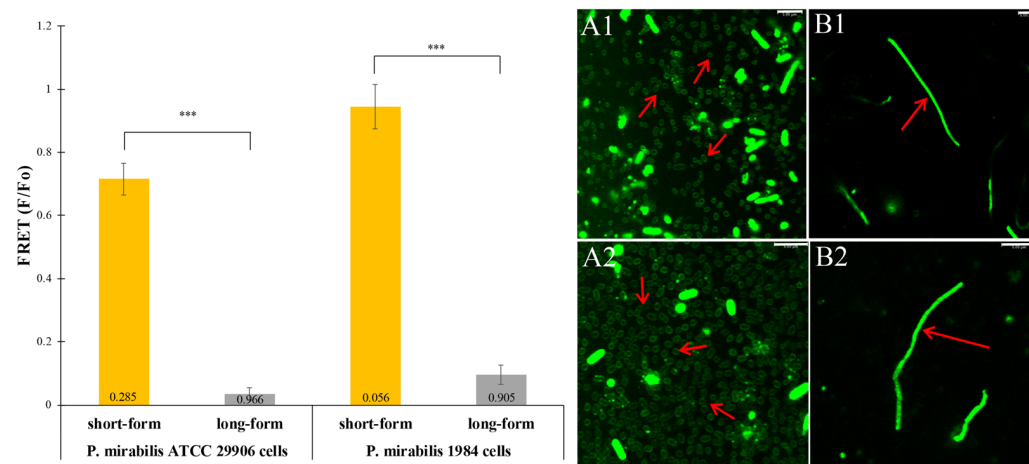 1.2
1
0.8
0.6
0.4
0.2
0
FRET (F/Fo)
***
***
0.285
0.966
0.056
0.905
short-form
long-form
short-form
long-form
P. mirabilis ATCC 29906 cells
P. mirabilis 1984 cells
A1
B1
A2
B2